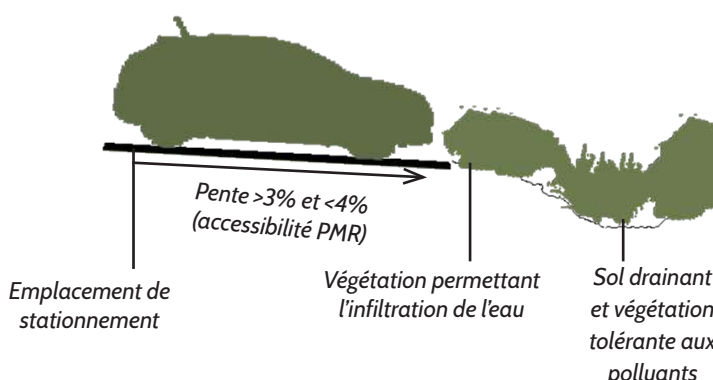 Pente >3% et <4%
(accessibilité PMR)
Emplacement de
stationnement
Végétation permettant
l'infiltration de l'eau
Sol drainant
et végétation
tolérante aux
polluants